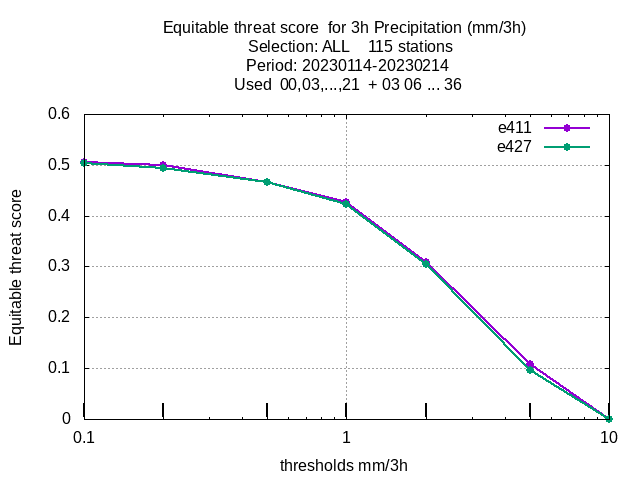 Equitable threat score  for 3h Precipitation (mm/3h)
Selection: ALL    115 stations
Period: 20230114-20230214
Used  00,03,...,21  + 03 06 ... 36
0.6
0.5
0.4
0.3
0.2
0.1
0
e411
e427
Equitable threat score
0.1
1
10
thresholds mm/3h